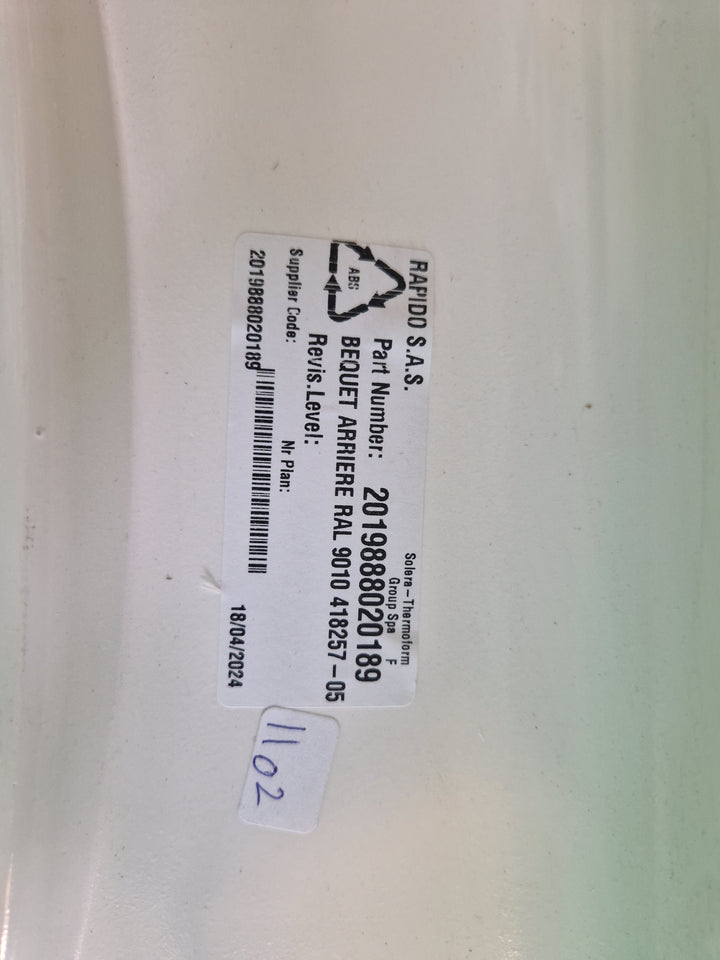 RAPIDO S.A.S.
Solera-Thermoform
Group Spa F
Part Number: 2019888020189
ABS
BEQUET ARRIERE RAL 9010 418257-05
Revis.Level:
Supplier Code: Nr Plan:
2019888020189
18/04/2024
1102